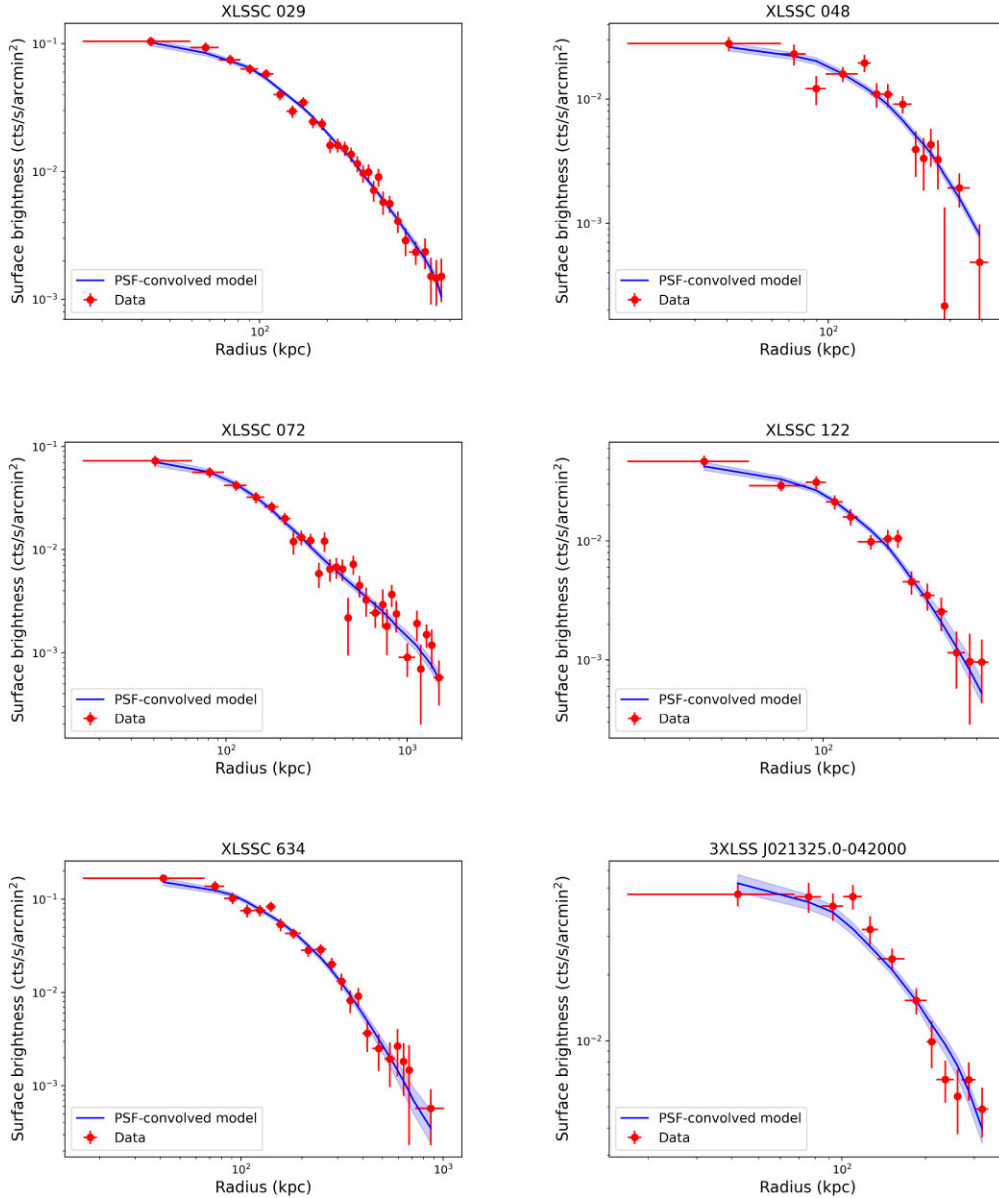 XLSSC 029
Surface brightness (cts/s/arcmin²)
10⁻¹
10⁻²
10⁻³
PSF-convolved model
Data
10²
Radius (kpc)
XLSSC 048
Surface brightness (cts/s/arcmin²)
10⁻²
10⁻³
PSF-convolved model
Data
10²
Radius (kpc)
XLSSC 072
Surface brightness (cts/s/arcmin²)
10⁻¹
10⁻²
10⁻³
PSF-convolved model
Data
10²
10³
Radius (kpc)
XLSSC 122
Surface brightness (cts/s/arcmin²)
10⁻²
10⁻³
PSF-convolved model
Data
10²
Radius (kpc)
XLSSC 634
Surface brightness (cts/s/arcmin²)
10⁻¹
10⁻²
10⁻³
PSF-convolved model
Data
10²
10³
Radius (kpc)
3XLSS J021325.0-042000
Surface brightness (cts/s/arcmin²)
10⁻²
PSF-convolved model
Data
10²
Radius (kpc)